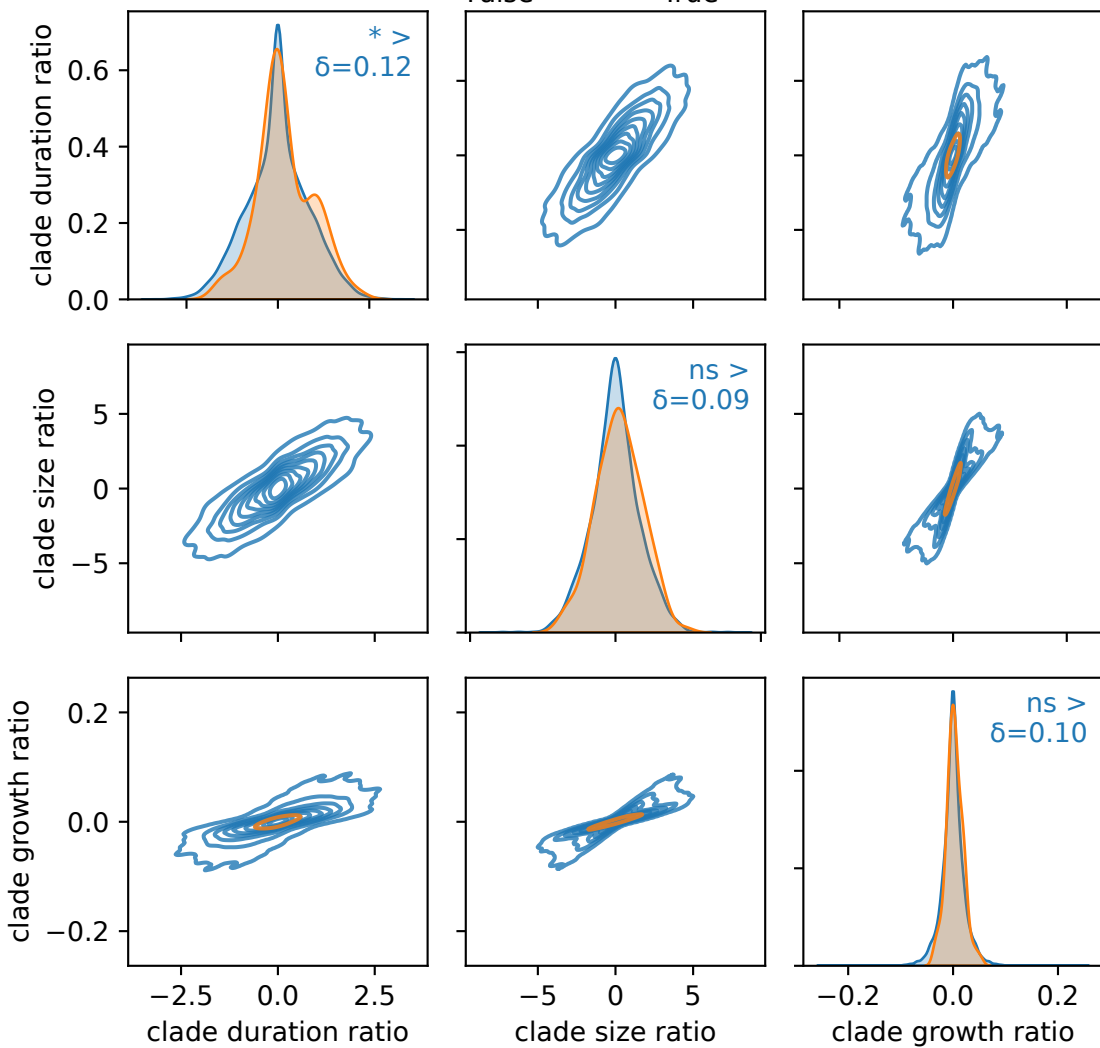 True
clade duration ratio
0.6
0.4
0.2
0.0
* >
δ=0.12
clade size ratio
5
0
−5
ns >
δ=0.09
clade growth ratio
0.2
0.0
−0.2
ns >
δ=0.10
−2.5 0.0 2.5
−5 0 5
−0.2 0.0 0.2
clade duration ratio
clade size ratio
clade growth ratio